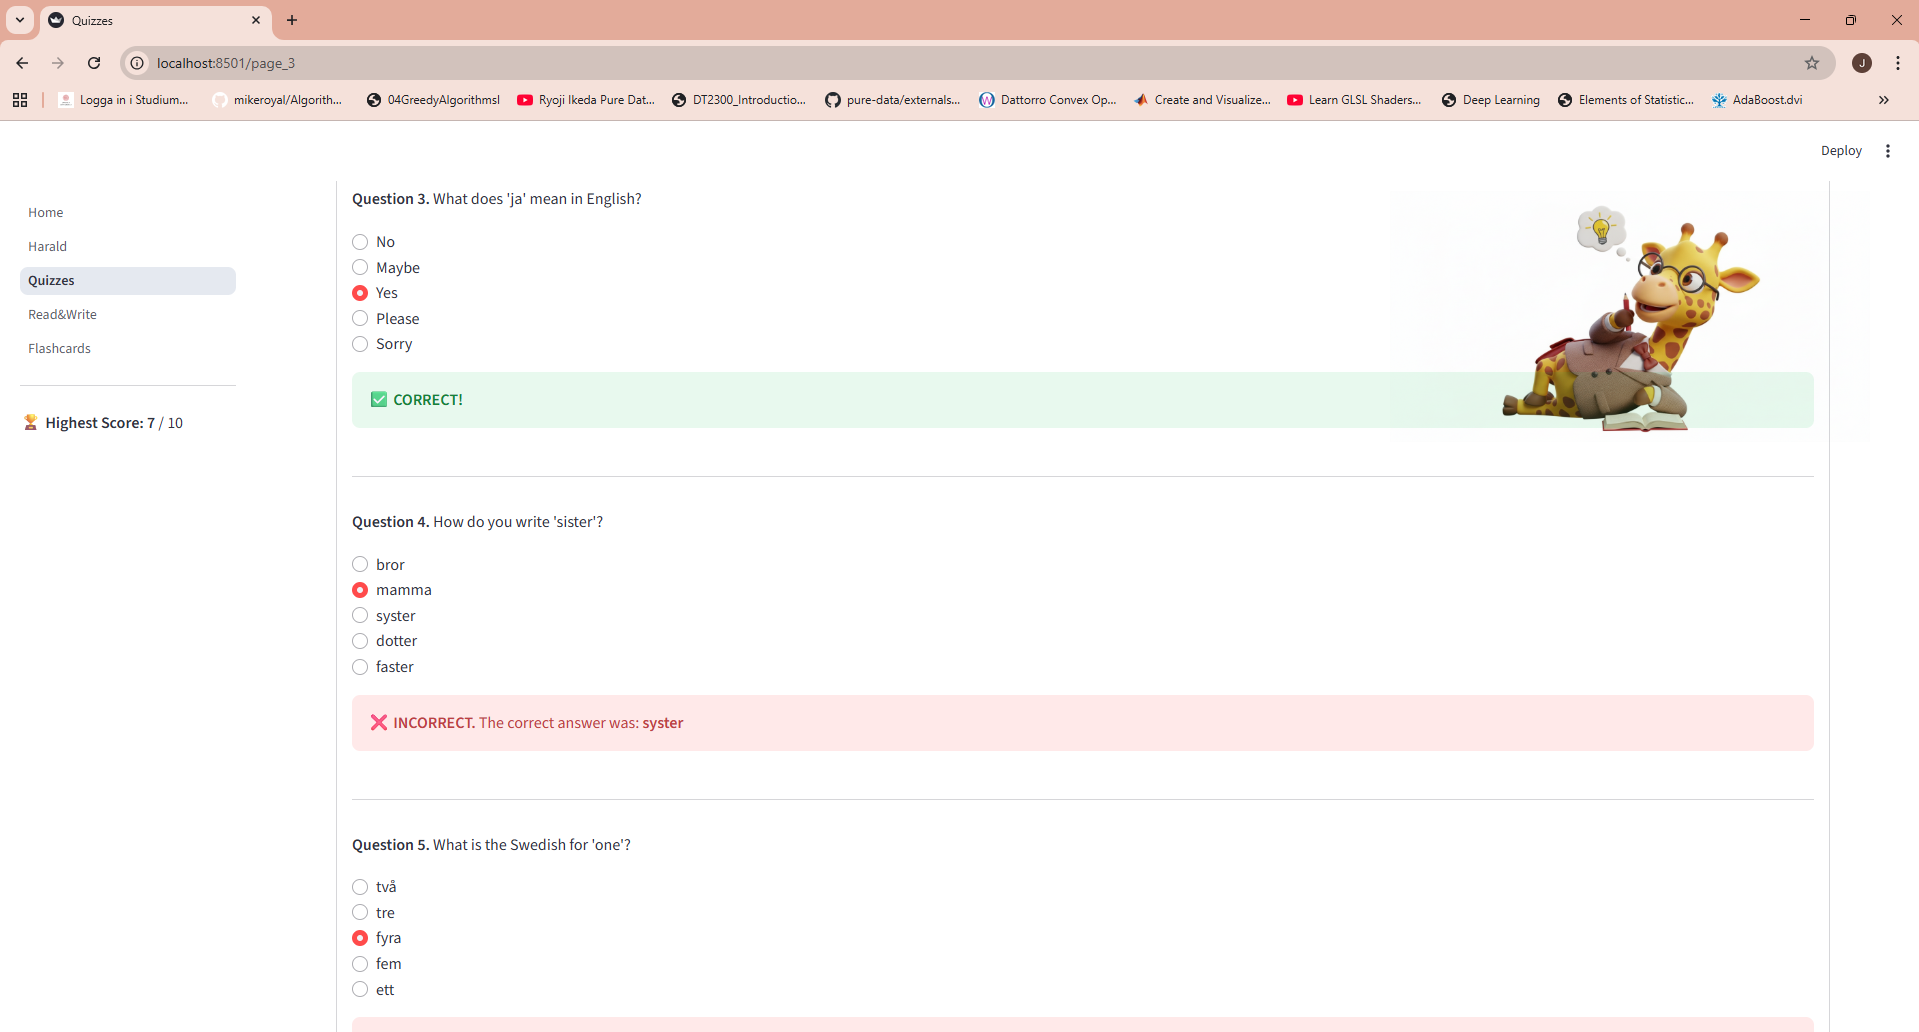 Quizzes
localhost:8501/page_3
J
Logga in i Studium...
mikeroyal/Algorith...
04GreedyAlgorithmsI
Ryoji Ikeda Pure Dat...
DT2300_Introductio...
pure-data/externals...
Dattorro Convex Op...
Create and Visualize...
Learn GLSL Shaders...
Deep Learning
Elements of Statistic...
AdaBoost.dvi
Deploy
Home
Harald
Quizzes
Read&Write
Flashcards
Highest Score: 7 / 10
Question 3. What does 'ja' mean in English?
No
Maybe
Yes
Please
Sorry
CORRECT!
Question 4. How do you write 'sister'?
bror
mamma
syster
dotter
faster
INCORRECT. The correct answer was: syster
Question 5. What is the Swedish for 'one'?
två
tre
fyra
fem
ett